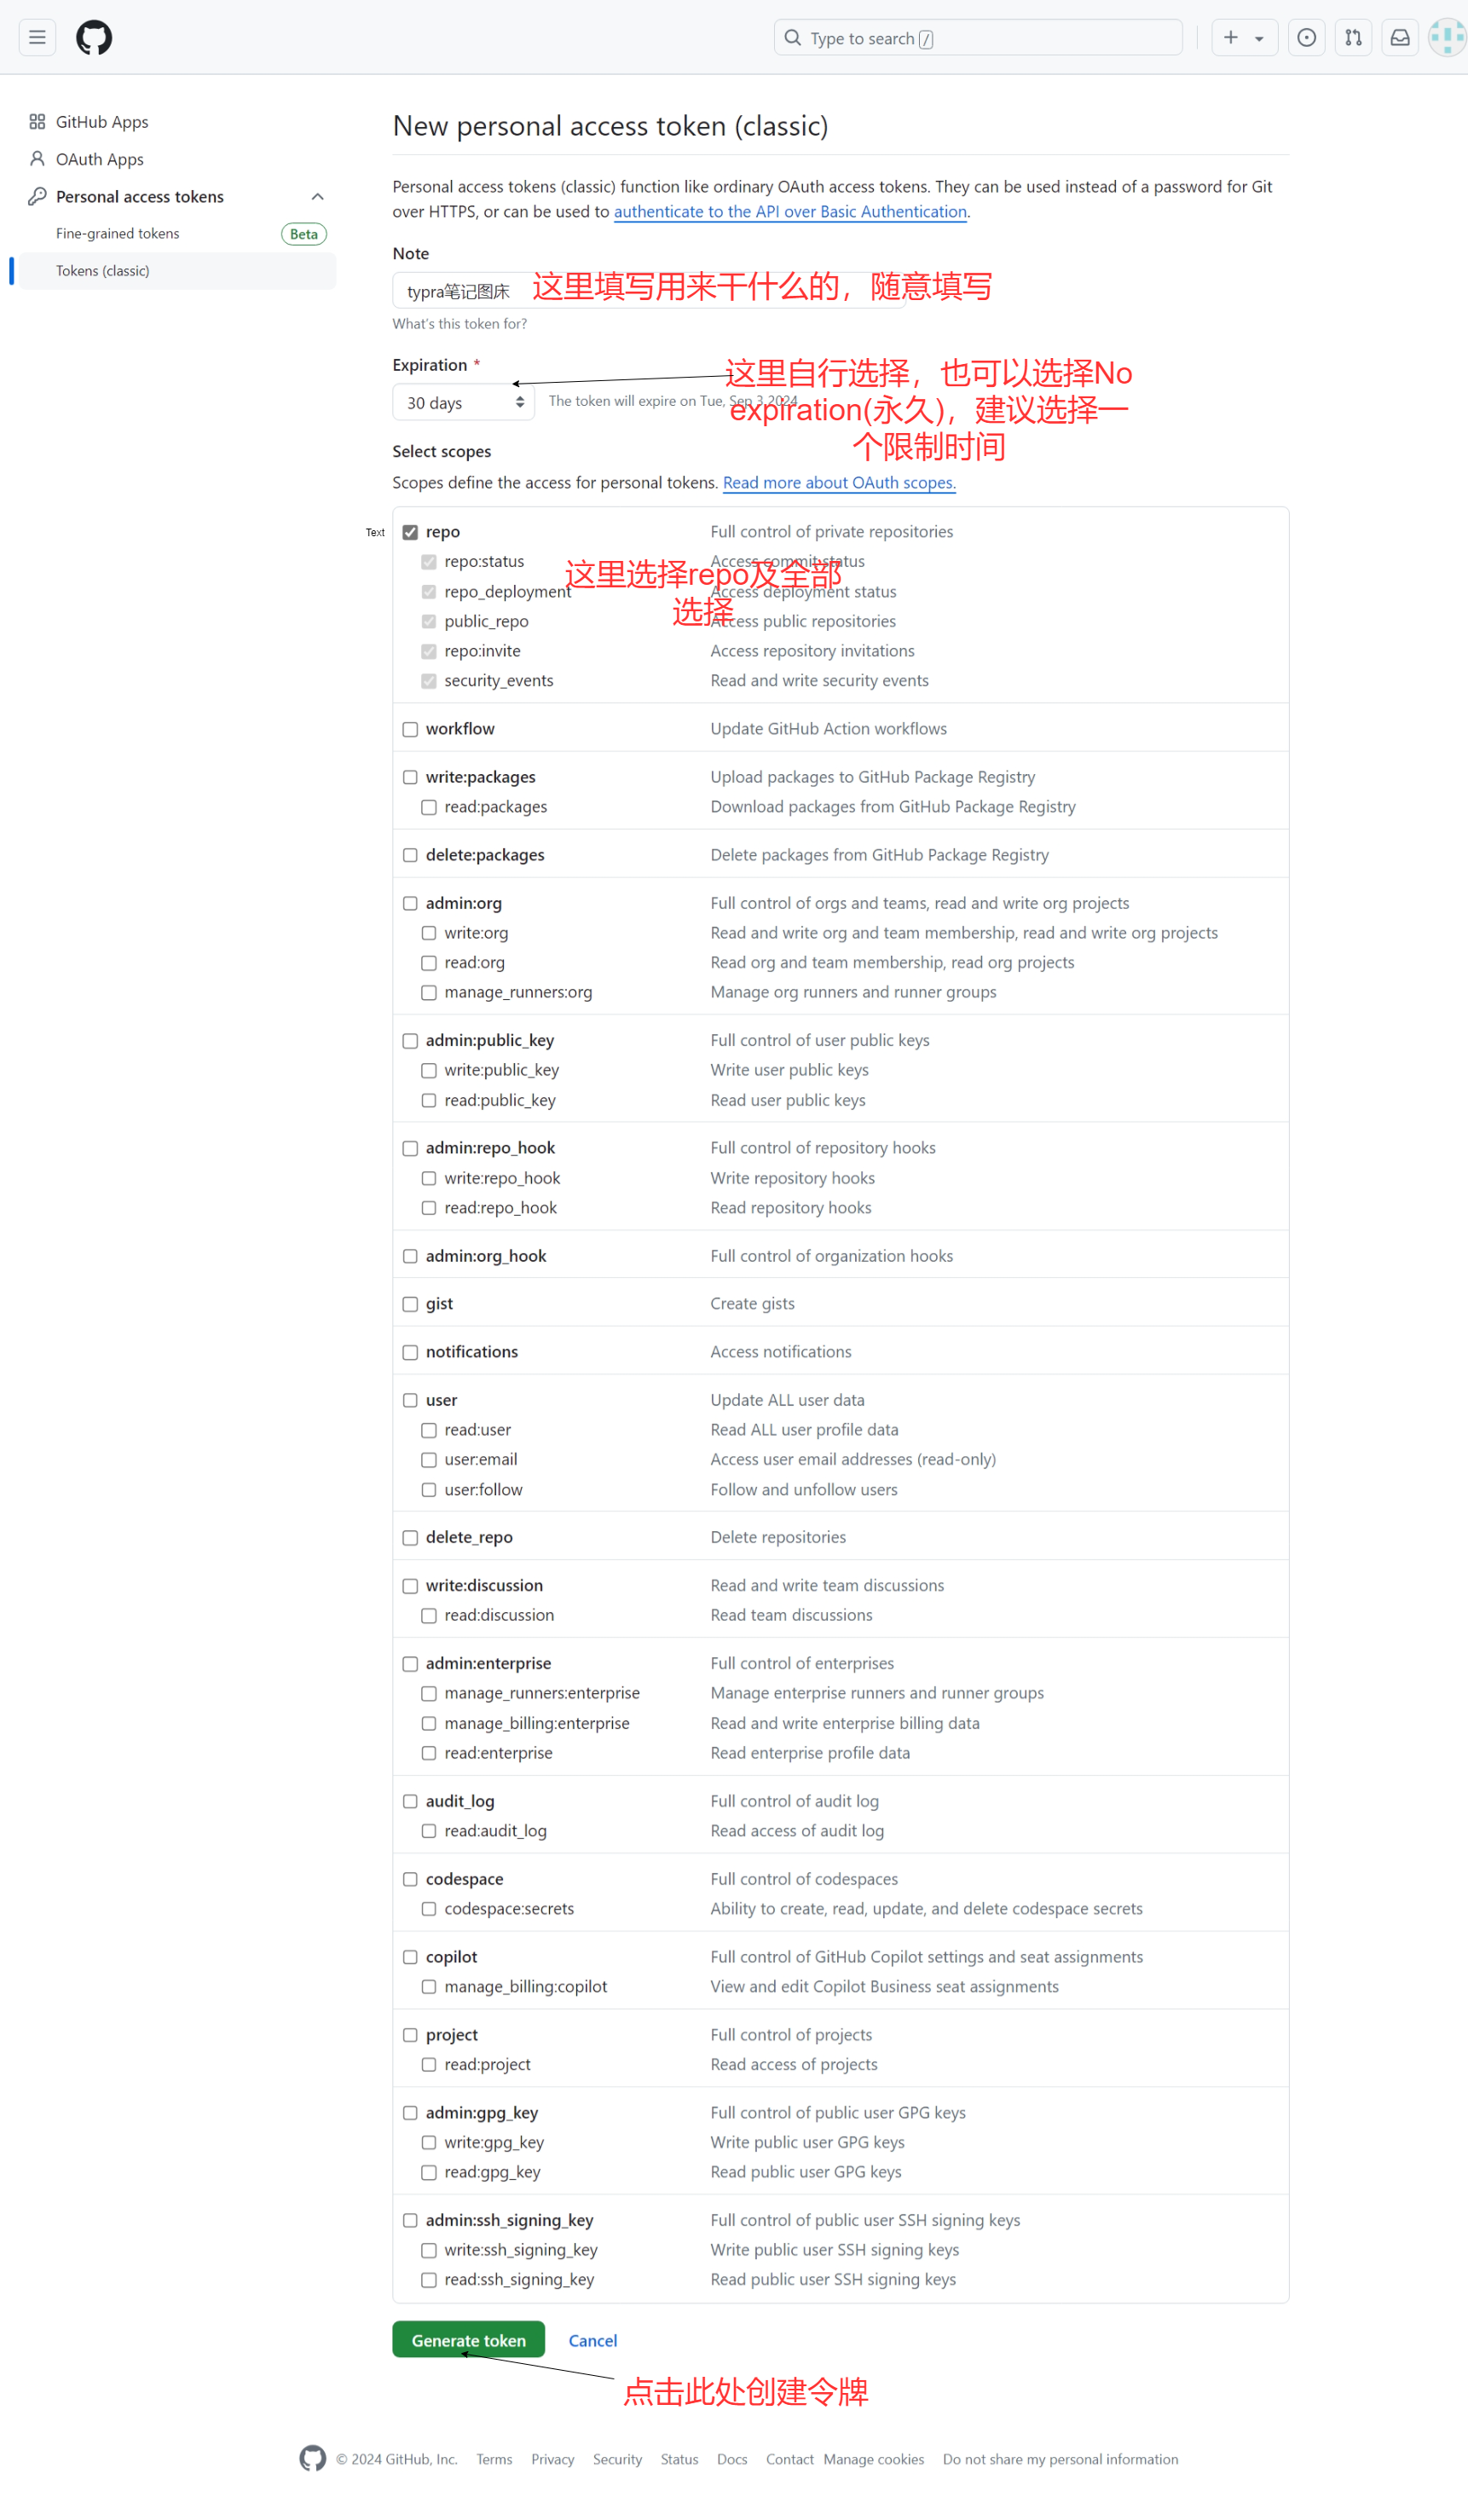 Type to search /
GitHub Apps
OAuth Apps
Personal access tokens
Fine-grained tokens Beta
Tokens (classic)
New personal access token (classic)
Personal access tokens (classic) function like ordinary OAuth access tokens. They can be used instead of a password for Git
over HTTPS, or can be used to authenticate to the API over Basic Authentication.
Note
typra笔记图床 这里填写用来干什么的，随意填写
What's this token for?
Expiration *
30 days The token will expire on Tue, Sep 3 2024
这里自行选择，也可以选择No
expiration(永久)，建议选择一
个限制时间
Select scopes
Scopes define the access for personal tokens. Read more about OAuth scopes.
Text
repo Full control of private repositories
repo:status Access commit status
repo_deployment Access deployment status
public_repo Access public repositories
repo:invite Access repository invitations
security_events Read and write security events
这里选择repo及全部
选择
workflow Update GitHub Action workflows
write:packages Upload packages to GitHub Package Registry
read:packages Download packages from GitHub Package Registry
delete:packages Delete packages from GitHub Package Registry
admin:org Full control of orgs and teams, read and write org projects
write:org Read and write org and team membership, read and write org projects
read:org Read org and team membership, read org projects
manage_runners:org Manage org runners and runner groups
admin:public_key Full control of user public keys
write:public_key Write user public keys
read:public_key Read user public keys
admin:repo_hook Full control of repository hooks
write:repo_hook Write repository hooks
read:repo_hook Read repository hooks
admin:org_hook Full control of organization hooks
gist Create gists
notifications Access notifications
user Update ALL user data
read:user Read ALL user profile data
user:email Access user email addresses (read-only)
user:follow Follow and unfollow users
delete_repo Delete repositories
write:discussion Read and write team discussions
read:discussion Read team discussions
admin:enterprise Full control of enterprises
manage_runners:enterprise Manage enterprise runners and runner groups
manage_billing:enterprise Read and write enterprise billing data
read:enterprise Read enterprise profile data
audit_log Full control of audit log
read:audit_log Read access of audit log
codespace Full control of codespaces
codespace:secrets Ability to create, read, update, and delete codespace secrets
copilot Full control of GitHub Copilot settings and seat assignments
manage_billing:copilot View and edit Copilot Business seat assignments
project Full control of projects
read:project Read access of projects
admin:gpg_key Full control of public user GPG keys
write:gpg_key Write public user GPG keys
read:gpg_key Read public user GPG keys
admin:ssh_signing_key Full control of public user SSH signing keys
write:ssh_signing_key Write public user SSH signing keys
read:ssh_signing_key Read public user SSH signing keys
Generate token Cancel
点击此处创建令牌
© 2024 GitHub, Inc. Terms Privacy Security Status Docs Contact Manage cookies Do not share my personal information